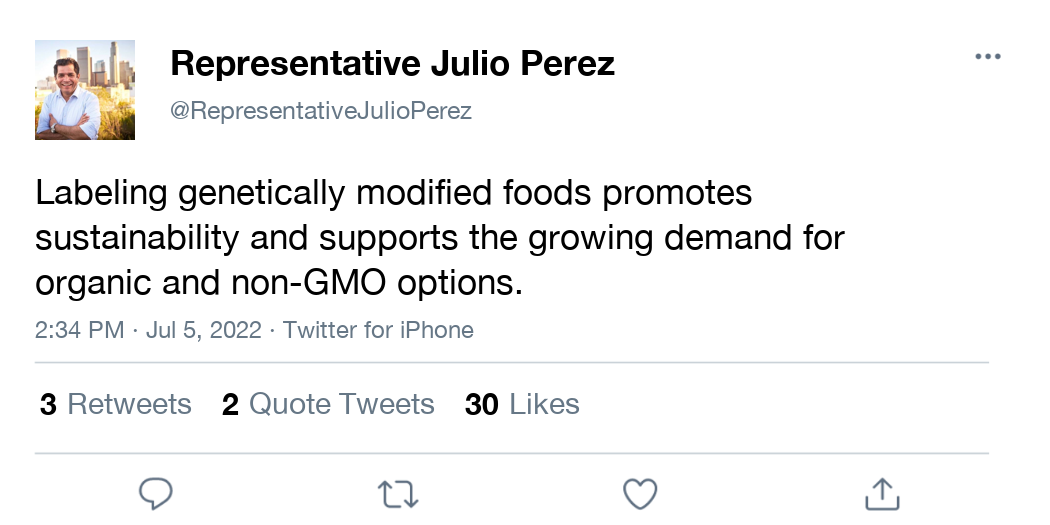 Representative Julio Perez
@RepresentativeJulioPerez
Labeling genetically modified foods promotes
sustainability and supports the growing demand for
organic and non-GMO options.
2:34 PM · Jul 5, 2022 · Twitter for iPhone
3 Retweets 2 Quote Tweets 30 Likes